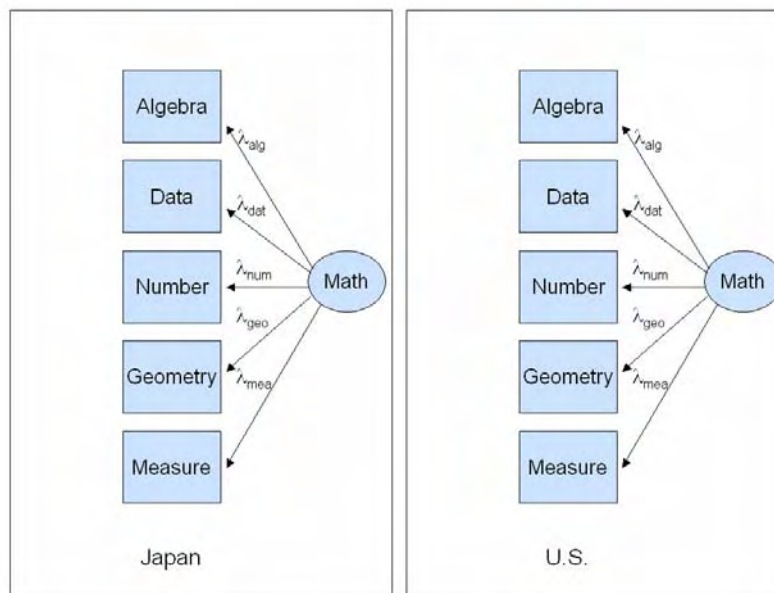 Algebra
λalg
Data
λdat
Number
λnum
Math
λgeo
Geometry
λmea
Measure
Japan
Algebra
λalg
Data
λdat
Number
λnum
Math
λgeo
Geometry
λmea
Measure
U.S.